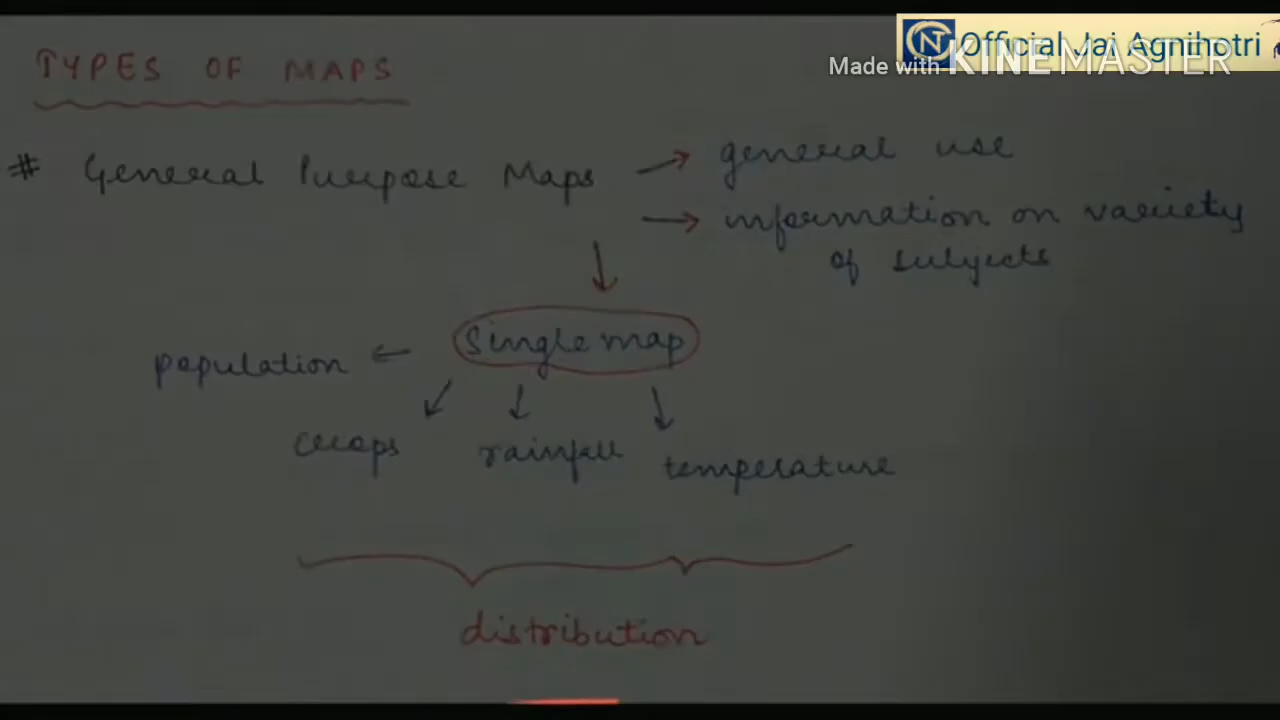 Official Jai Agnihotri
Made with KINEMASTER
TYPES OF MAPS
# General Purpose Maps → general use
→ information on variety
of subjects
↓
Single map
population ←
↙ ↓ ↘
crops rainfall temperature
distribution